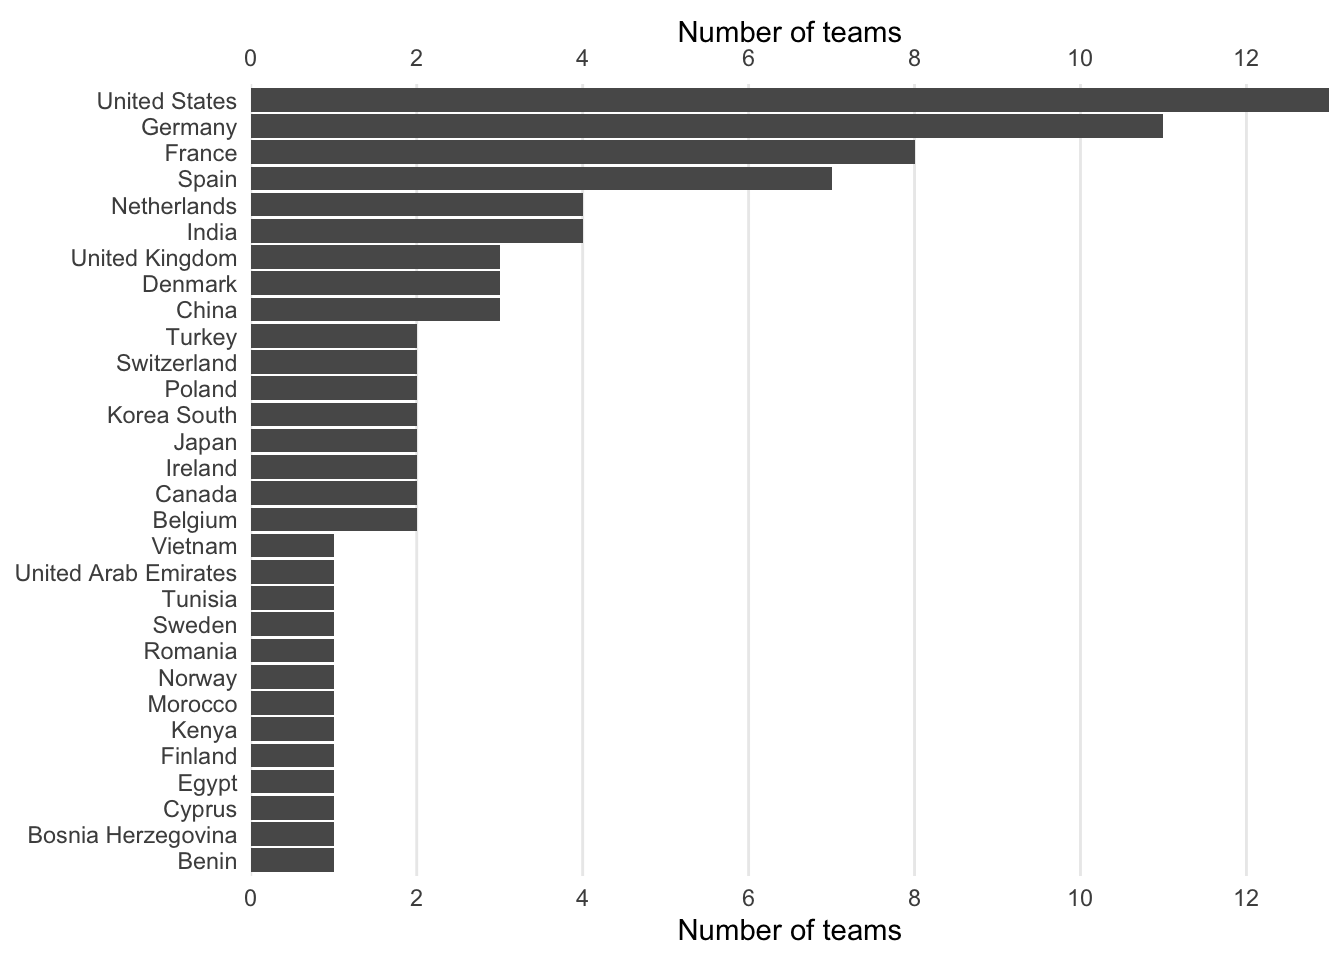 Number of teams
0 2 4 6 8 10 12
United States
Germany
France
Spain
Netherlands
India
United Kingdom
Denmark
China
Turkey
Switzerland
Poland
Korea South
Japan
Ireland
Canada
Belgium
Vietnam
United Arab Emirates
Tunisia
Sweden
Romania
Norway
Morocco
Kenya
Finland
Egypt
Cyprus
Bosnia Herzegovina
Benin
0 2 4 6 8 10 12
Number of teams